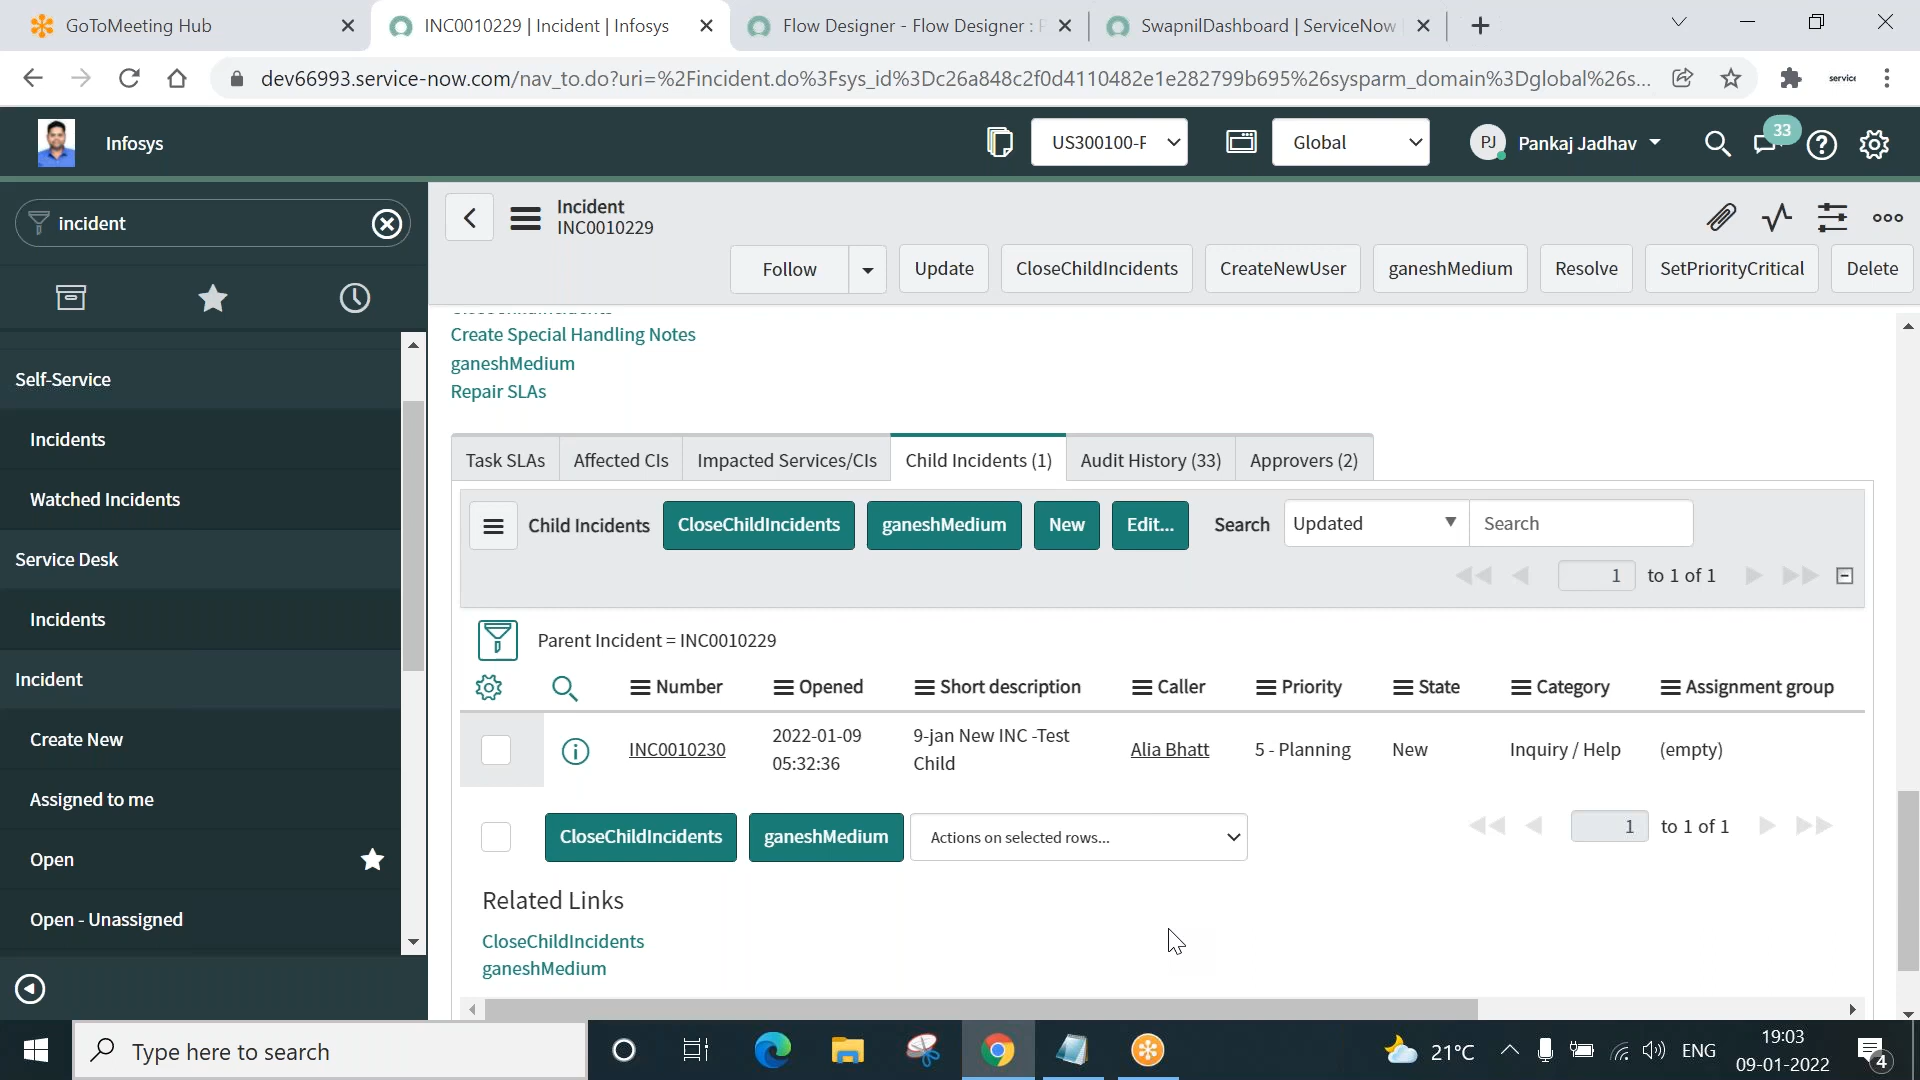 GoToMeeting Hub
INC0010229 | Incident | Infosys
Flow Designer - Flow Designer :
SwapnilDashboard | ServiceNow
dev66993.service-now.com/nav_to.do?uri=%2Fincident.do%3Fsys_id%3Dc26a848c2f0d4110482e1e282799b695%26sysparm_domain%3Dglobal%26s...
service
Infosys
US300100-F
Global
PJ
Pankaj Jadhav
33
incident
Self-Service
Incidents
Watched Incidents
Service Desk
Incidents
Incident
Create New
Assigned to me
Open
Open - Unassigned
Incident
INC0010229
Follow
Update
CloseChildIncidents
CreateNewUser
ganeshMedium
Resolve
SetPriorityCritical
Delete
Create Special Handling Notes
ganeshMedium
Repair SLAs
Task SLAs
Affected CIs
Impacted Services/CIs
Child Incidents (1)
Audit History (33)
Approvers (2)
Child Incidents
CloseChildIncidents
ganeshMedium
New
Edit...
Search
Updated
Search
1 to 1 of 1
Parent Incident = INC0010229
Number
Opened
Short description
Caller
Priority
State
Category
Assignment group
INC0010230
2022-01-09
05:32:36
9-jan New INC -Test
Child
Alia Bhatt
5 - Planning
New
Inquiry / Help
(empty)
CloseChildIncidents
ganeshMedium
Actions on selected rows...
1 to 1 of 1
Related Links
CloseChildIncidents
ganeshMedium
Type here to search
21°C
ENG
19:03
09-01-2022
4